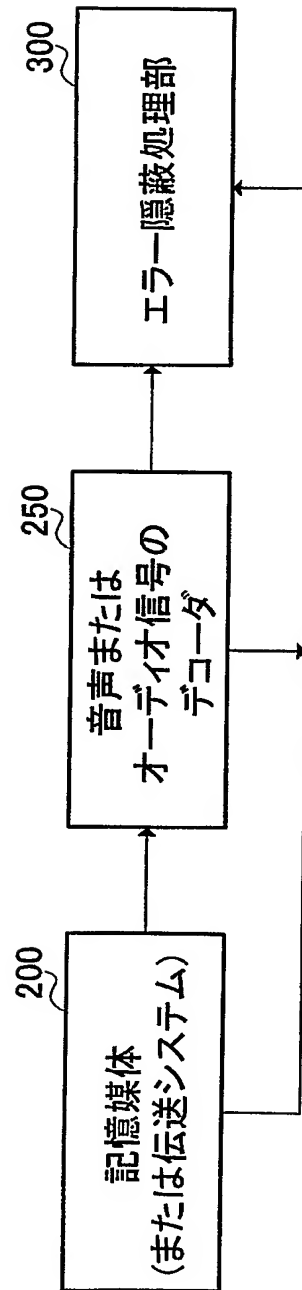 200
記憶媒体
(または伝送システム)
250
音声または
オーディオ信号の
デコーダ
300
エラー隠蔽処理部